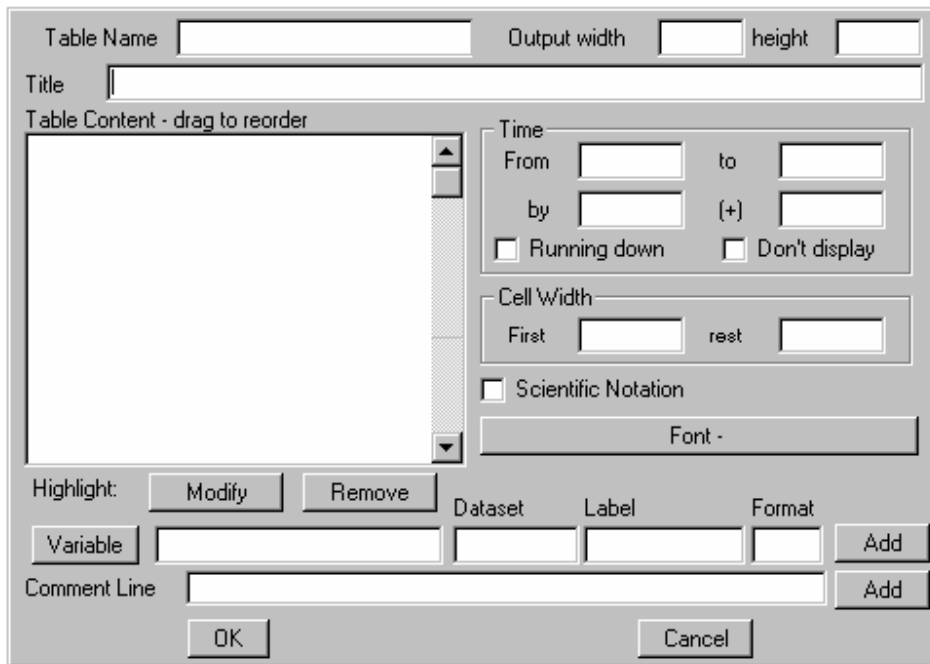 Table Name Output width height
Title
Table Content - drag to reorder
Time
From to
by (+)
Running down Don't display
Cell Width
First rest
Scientific Notation
Font -
Highlight: Modify Remove
Dataset Label Format
Variable Add
Comment Line Add
OK Cancel